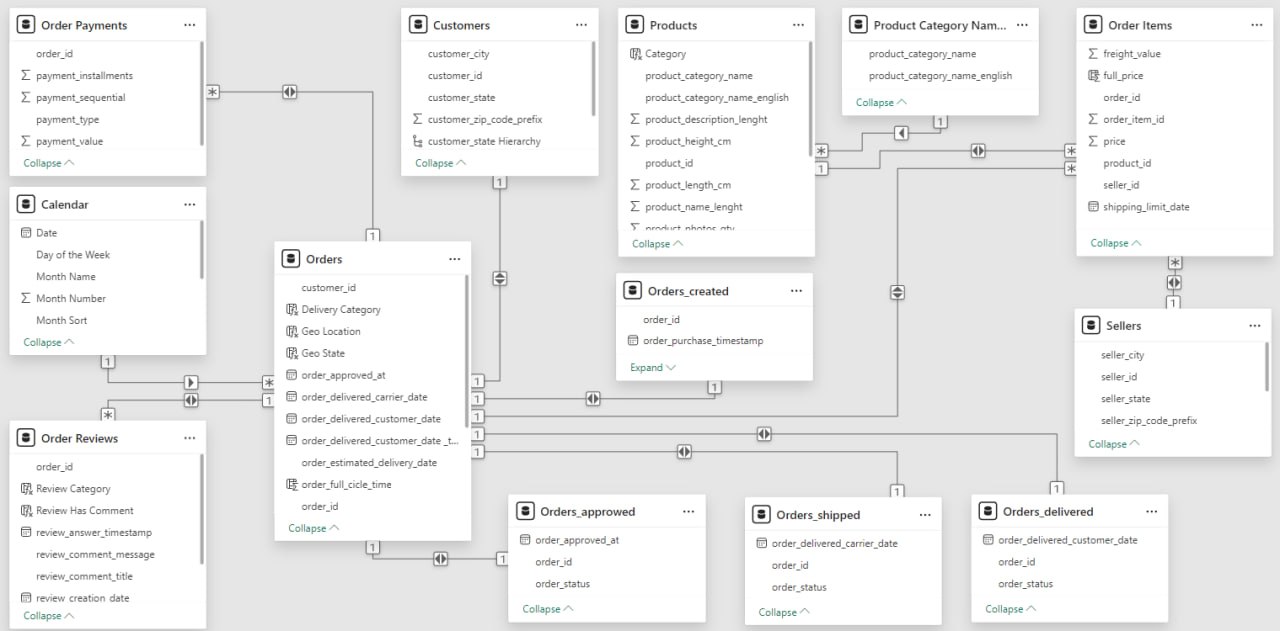 Order Payments
order_id
payment_installments
payment_sequential
payment_type
payment_value
Collapse
Customers
customer_city
customer_id
customer_state
customer_zip_code_prefix
customer_state Hierarchy
Collapse
Products
Category
product_category_name
product_category_name_english
product_description_lenght
product_height_cm
product_id
product_length_cm
product_name_lenght
product_photos_qty
Collapse
Product Category Nam...
product_category_name
product_category_name_english
Collapse
Order Items
freight_value
full_price
order_id
order_item_id
price
product_id
seller_id
shipping_limit_date
Collapse
Calendar
Date
Day of the Week
Month Name
Month Number
Month Sort
Collapse
Orders
customer_id
Delivery Category
Geo Location
Geo State
order_approved_at
order_delivered_carrier_date
order_delivered_customer_date
order_delivered_customer_date _t...
order_estimated_delivery_date
order_full_cicle_time
order_id
Collapse
Orders_created
order_id
order_purchase_timestamp
Expand
Sellers
seller_city
seller_id
seller_state
seller_zip_code_prefix
Collapse
Order Reviews
order_id
Review Category
Review Has Comment
review_answer_timestamp
review_comment_message
review_comment_title
review_creation_date
Collapse
Orders_approved
order_approved_at
order_id
order_status
Collapse
Orders_shipped
order_delivered_carrier_date
order_id
order_status
Collapse
Orders_delivered
order_delivered_customer_date
order_id
order_status
Collapse
*
1
1
1
*
1
*
1
*
1
*
1
*
1
1
1
1
1
1
1
*
1
1
1
1
1